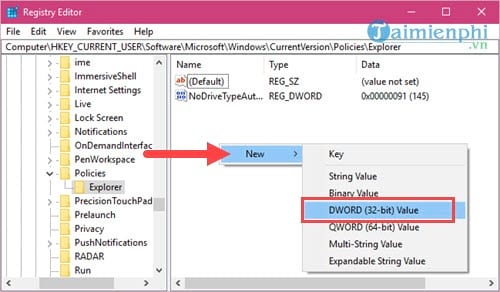 Registry Editor
Taimienphi
.vn
File Edit View Favorites Help
Computer\HKEY_CURRENT_USER\Software\Microsoft\Windows\CurrentVersion\Policies\Explorer
ime
ImmersiveShell
Internet Settings
Live
Lock Screen
Notifications
OnDemandInterfac
PenWorkspace
Policies
Explorer
PrecisionTouchPad
Prelaunch
Privacy
PushNotifications
RADAR
Run
Name Type Data
(Default) REG_SZ (value not set)
NoDriveTypeAut... REG_DWORD 0x00000091 (145)
New
Key
String Value
Binary Value
DWORD (32-bit) Value
QWORD (64-bit) Value
Multi-String Value
Expandable String Value